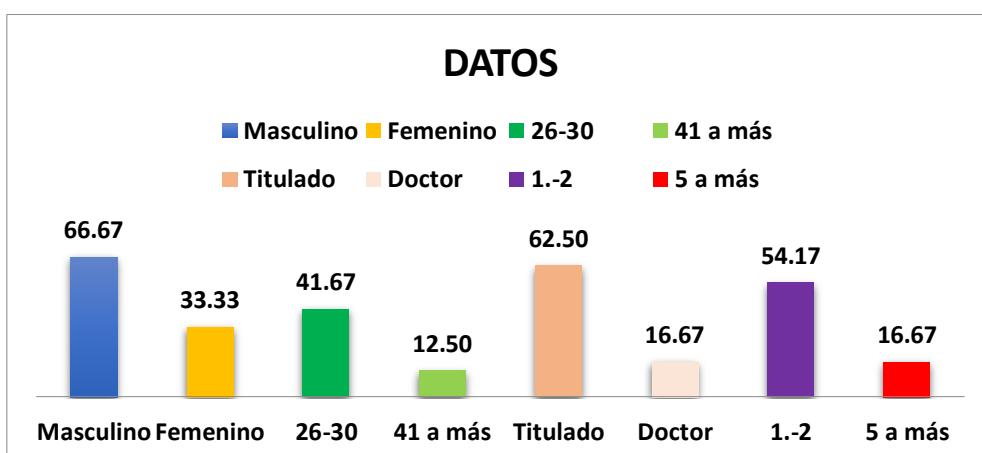 DATOS
Masculino Femenino 26-30 41 a más
Titulado Doctor 1.-2 5 a más
66.67 33.33 41.67 12.50 62.50 16.67 54.17 16.67
Masculino Femenino 26-30 41 a más Titulado Doctor 1.-2 5 a más